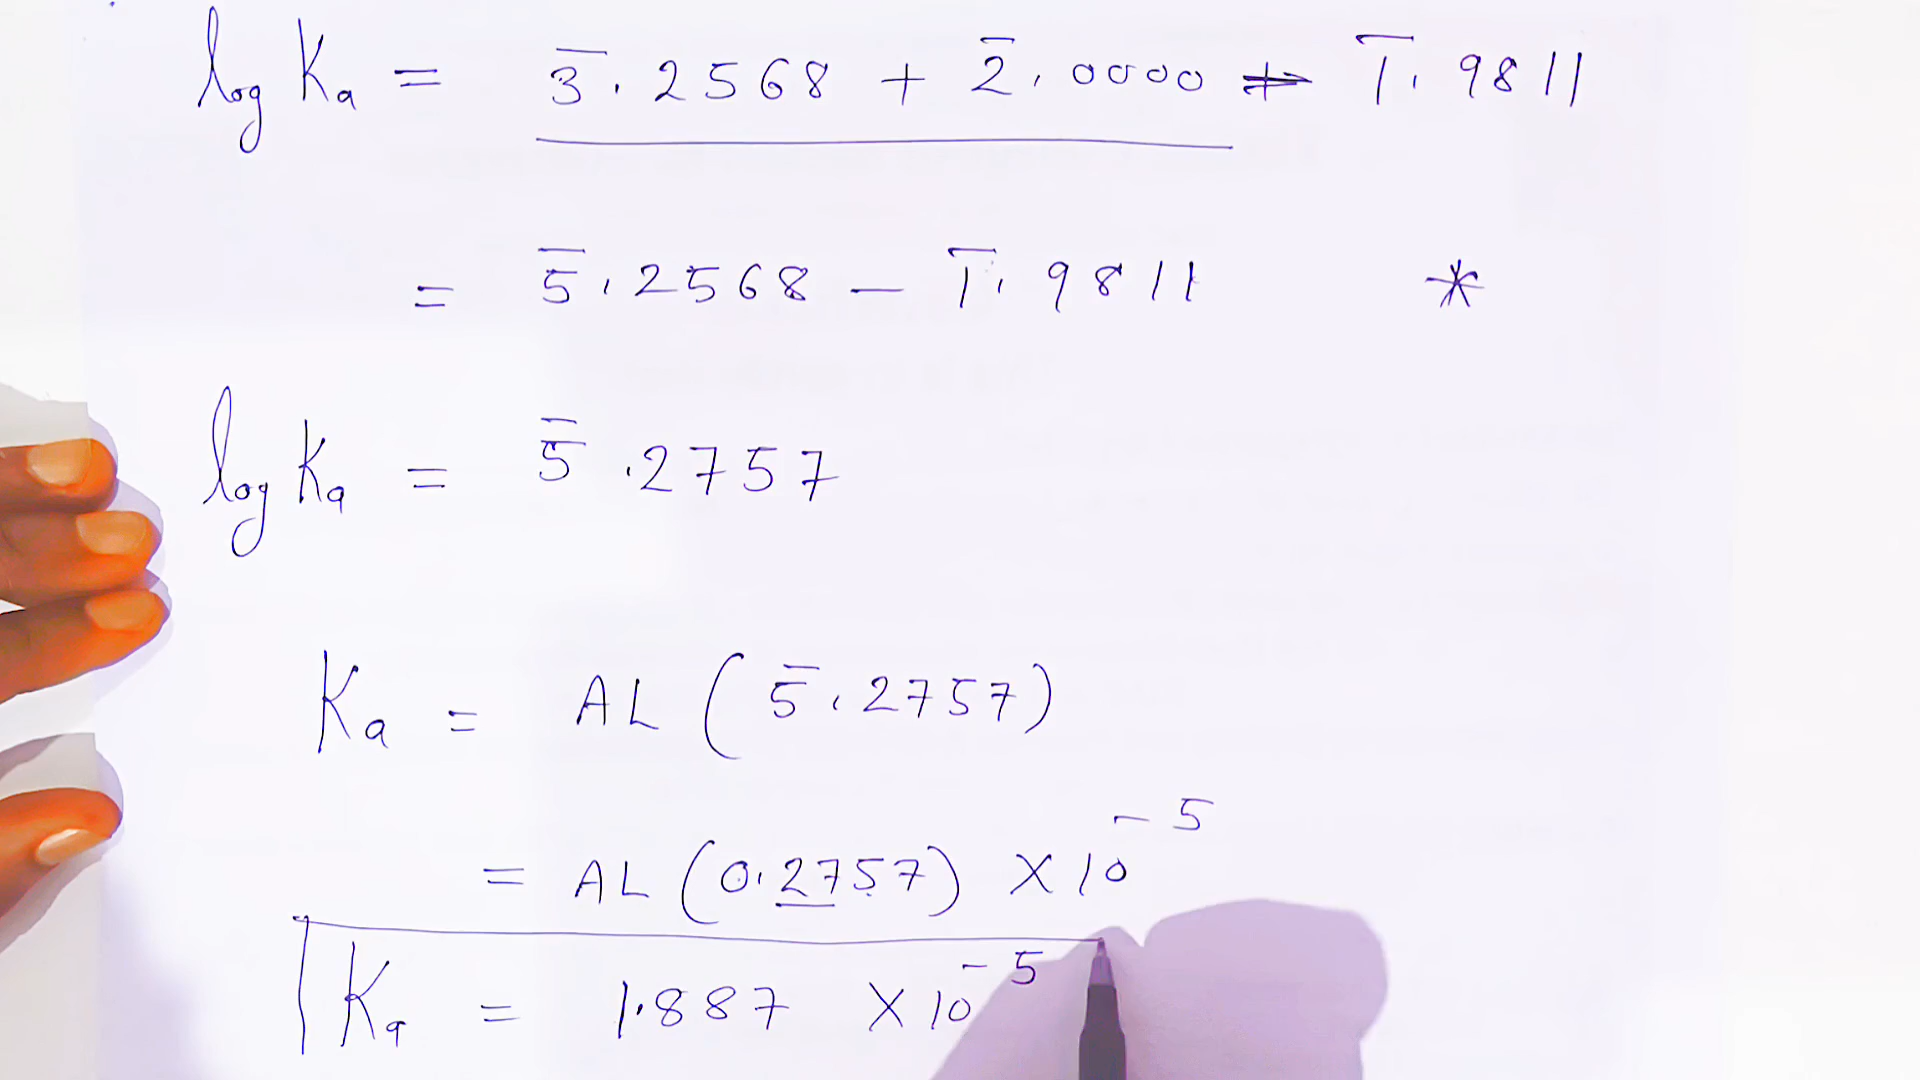 log Ka = 3̅.2568 + 2̅.0000 - 1̅.9811
= 5̅.2568 - 1̅.9811 *
log Ka = 5̅.2757
Ka = AL (5̅.2757)
= AL (0.2757) × 10⁻⁵
Ka = 1.887 × 10⁻⁵